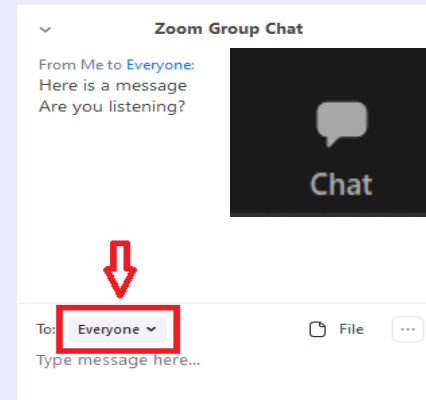 Zoom Group Chat
From Me to Everyone:
Here is a message
Are you listening?
Chat
To: Everyone File ...
Type message here...